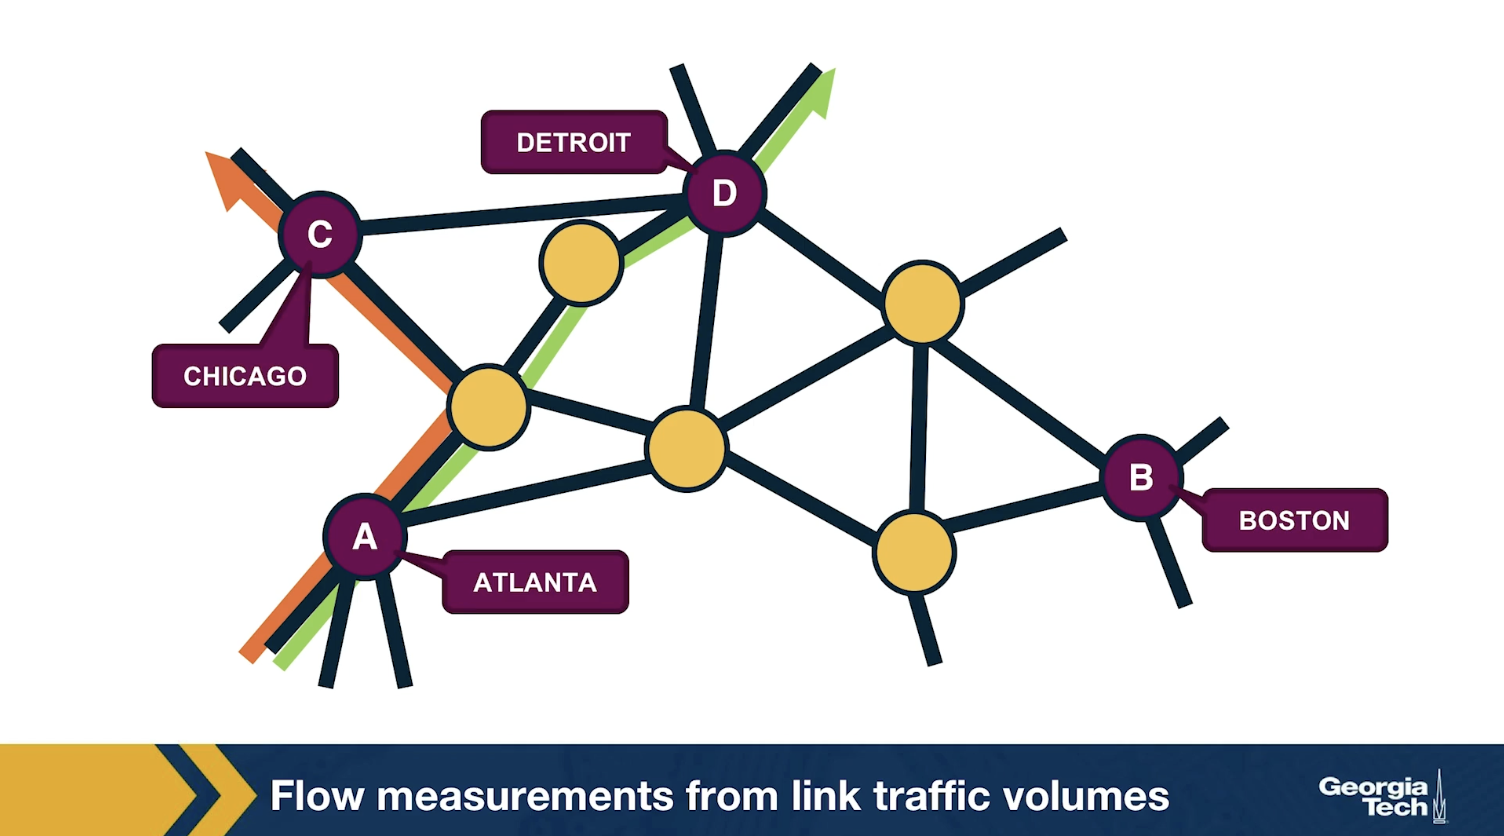 DETROIT
D
C
CHICAGO
B
BOSTON
A
ATLANTA
Flow measurements from link traffic volumes
Georgia
Tech